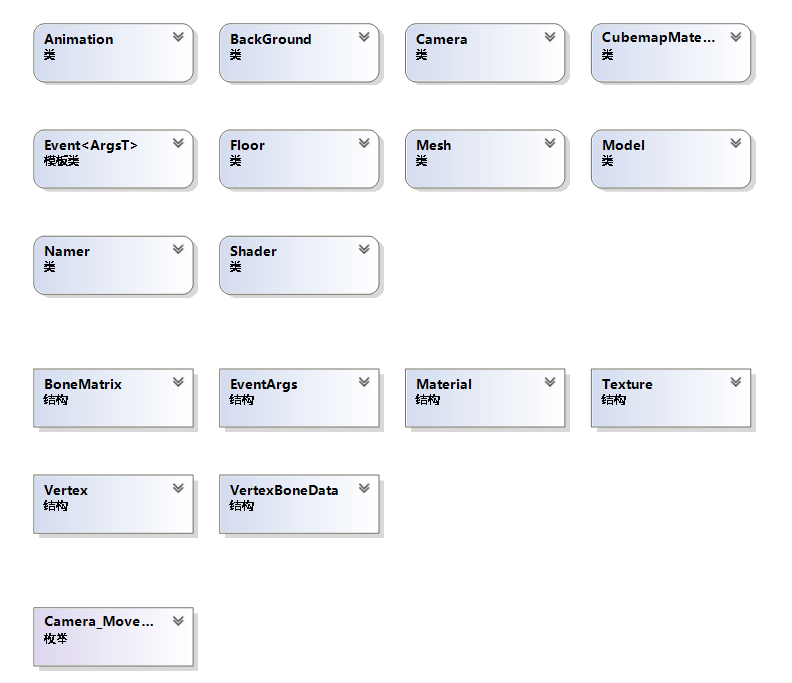 Animation
类
BackGround
类
Camera
类
CubemapMate...
类
Event<ArgsT>
模板类
Floor
类
Mesh
类
Model
类
Namer
类
Shader
类
BoneMatrix
结构
EventArgs
结构
Material
结构
Texture
结构
Vertex
结构
VertexBoneData
结构
Camera_Move...
枚举